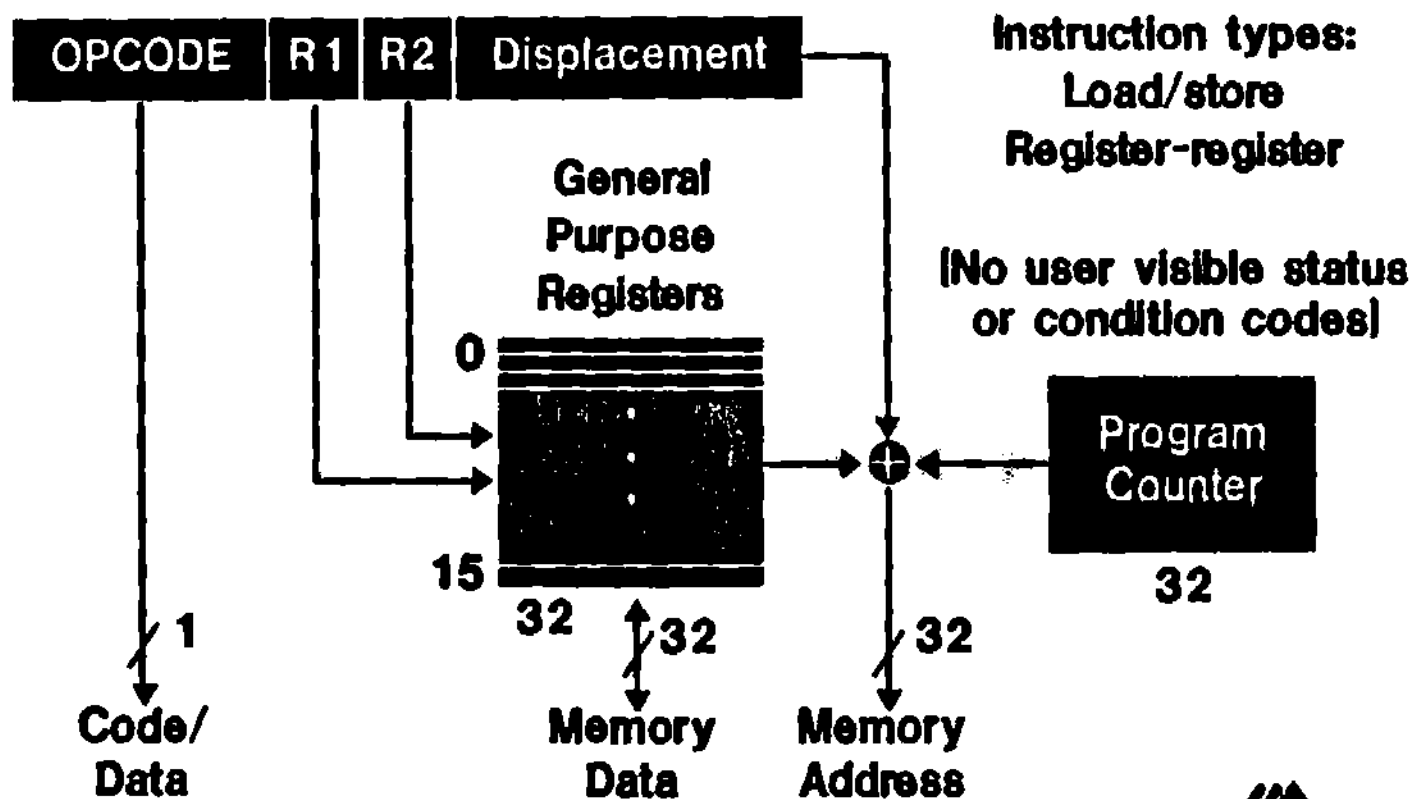 OPCODE R1 R2 Displacement
Instruction types:
Load/store
Register-register
General
Purpose
Registers
[No user visible status
or condition codes]
0
15
32
Program
Counter
32
1
32
32
Code/
Data
Memory
Data
Memory
Address